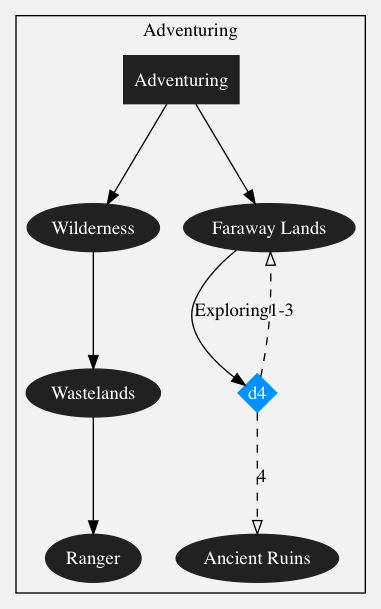 Adventuring
Adventuring
Wilderness
Faraway Lands
Exploring
1-3
Wastelands
d4
4
Ranger
Ancient Ruins